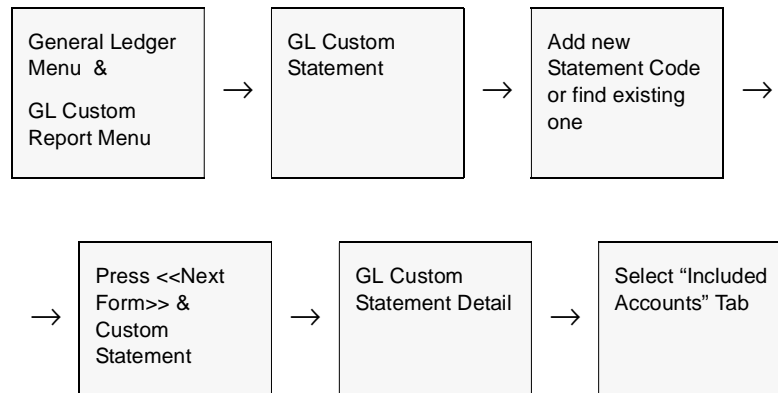 General Ledger
Menu &
GL Custom
Report Menu
→
GL Custom
Statement
→
Add new
Statement Code
or find existing
one
→
→
Press <<Next
Form>> &
Custom
Statement
→
GL Custom
Statement Detail
→
Select “Included
Accounts” Tab